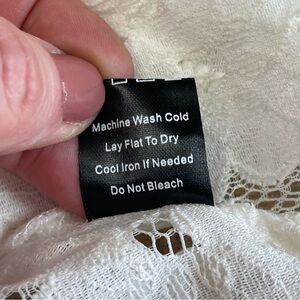 Machine Wash Cold
Lay Flat To Dry
Cool Iron If Needed
Do Not Bleach